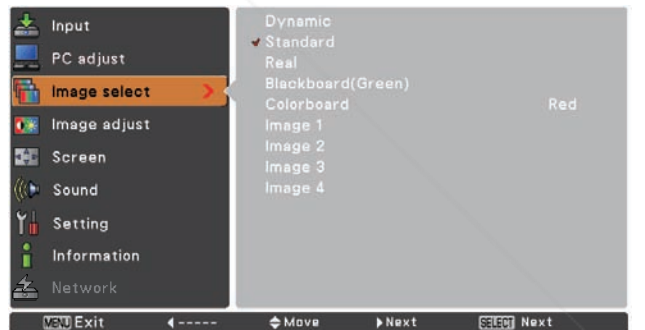 Input
PC adjust
Image select
Image adjust
Screen
Sound
Setting
Information
Network
Dynamic
Standard
Real
Blackboard(Green)
Colorboard Red
Image 1
Image 2
Image 3
Image 4
MENU Exit ◀ ----- Move ▶ Next SELECT Next